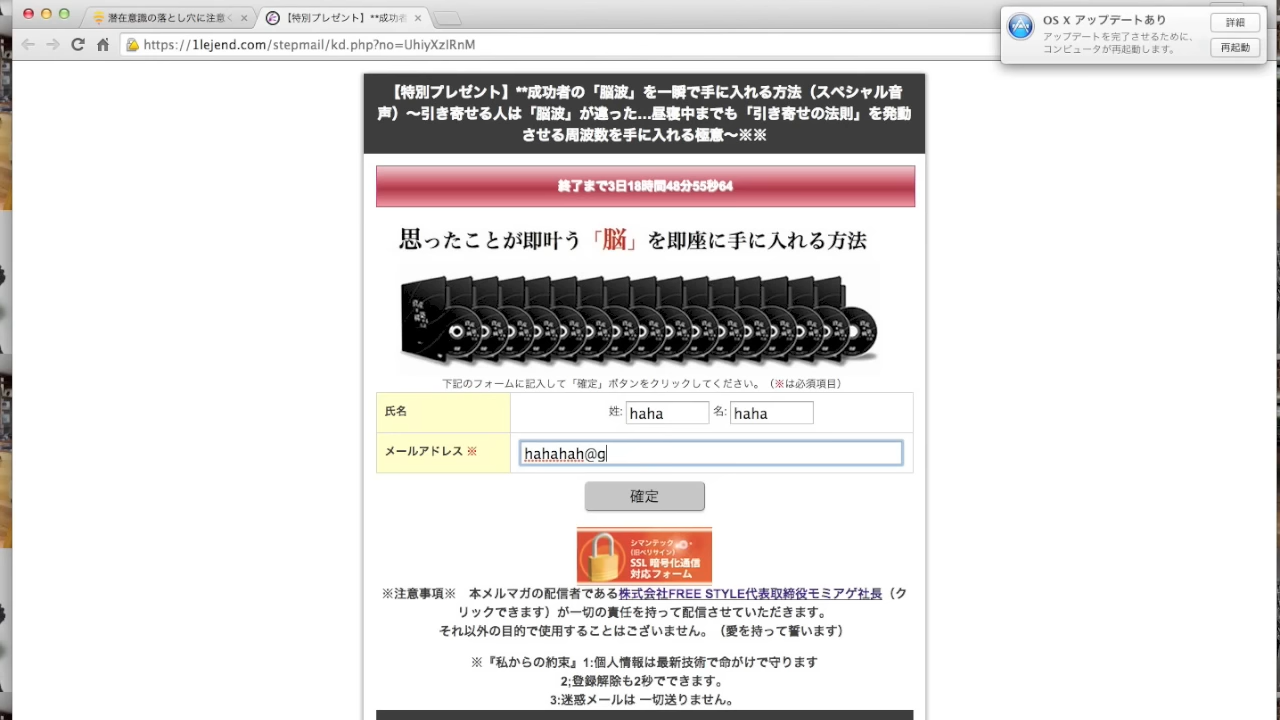 潜在意識の落とし穴に注意く
【特別プレゼント】**成功者
https://1lejend.com/stepmail/kd.php?no=UhiyXzIRnM
OS X アップデートあり
アップデートを完了させるために、
コンピュータが再起動します。
詳細
再起動
【特別プレゼント】**成功者の「脳波」を一瞬で手に入れる方法（スペシャル音
声）〜引き寄せる人は「脳波」が違った...昼寝中までも「引き寄せの法則」を発動
させる周波数を手に入れる極意〜※※
終了まで3日18時間48分55秒64
思ったことが即叶う「脳」を即座に手に入れる方法
下記のフォームに記入して「確定」ボタンをクリックしてください。（※は必須項目）
氏名 姓: haha 名: haha
メールアドレス ※ hahahah@g
確定
シマンテック
(旧ベリサイン)
SSL 暗号化通信
対応フォーム
※注意事項※　本メルマガの配信者である株式会社FREE STYLE代表取締役モミアゲ社長（ク
リックできます）が一切の責任を持って配信させていただきます。
それ以外の目的で使用することはございません。（愛を持って誓います）
※『私からの約束』1:個人情報は最新技術で命がけで守ります
2;登録解除も2秒でできます。
3:迷惑メールは 一切送りません。